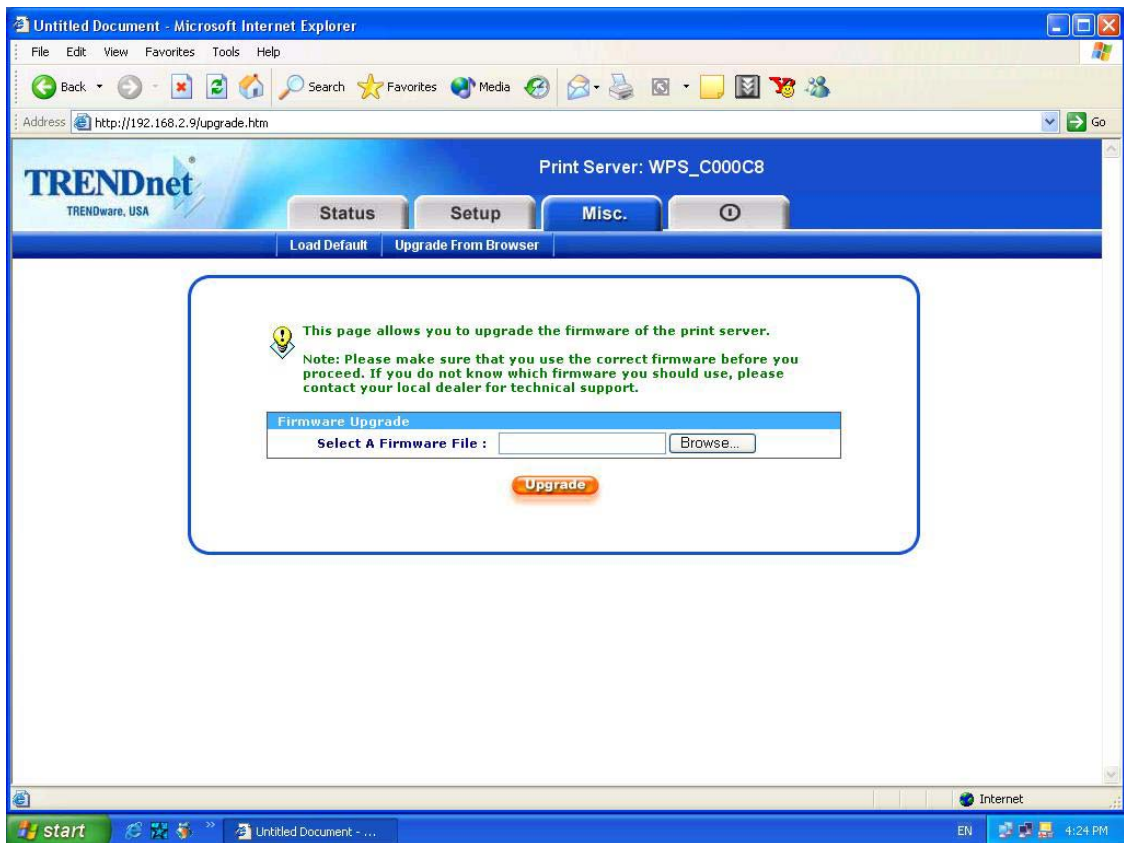 Untitled Document - Microsoft Internet Explorer
File Edit View Favorites Tools Help
Back Search Favorites Media
Address http://192.168.2.9/upgrade.htm Go
TRENDnet
TRENDware, USA
Print Server: WPS_C000C8
Status Setup Misc.
Load Default Upgrade From Browser
This page allows you to upgrade the firmware of the print server.
Note: Please make sure that you use the correct firmware before you
proceed. If you do not know which firmware you should use, please
contact your local dealer for technical support.
Firmware Upgrade
Select A Firmware File : Browse...
Upgrade
Internet
start Untitled Document - ... EN 4:24 PM